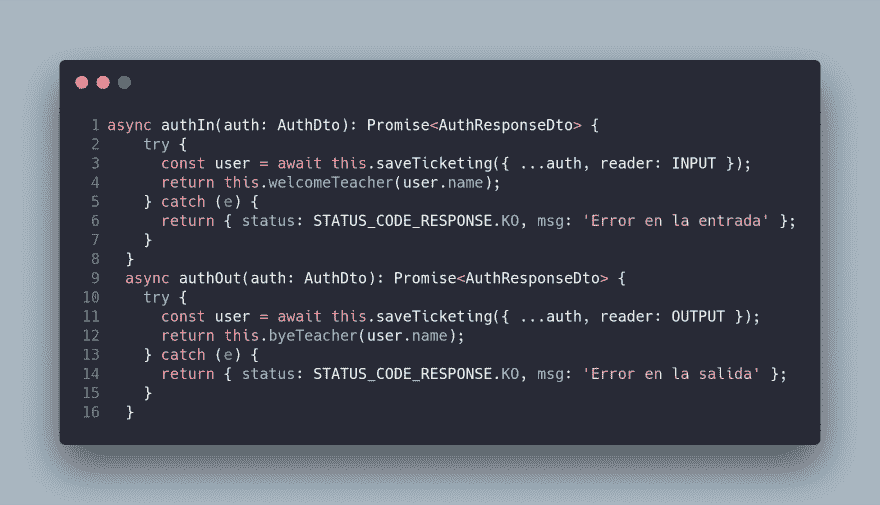 1 async authIn(auth: AuthDto): Promise<AuthResponseDto> {
2 try {
3 const user = await this.saveTicketing({ ...auth, reader: INPUT });
4 return this.welcomeTeacher(user.name);
5 } catch (e) {
6 return { status: STATUS_CODE_RESPONSE.KO, msg: 'Error en la entrada' };
7 }
8 }
9 async authOut(auth: AuthDto): Promise<AuthResponseDto> {
10 try {
11 const user = await this.saveTicketing({ ...auth, reader: OUTPUT });
12 return this.byeTeacher(user.name);
13 } catch (e) {
14 return { status: STATUS_CODE_RESPONSE.KO, msg: 'Error en la salida' };
15 }
16 }